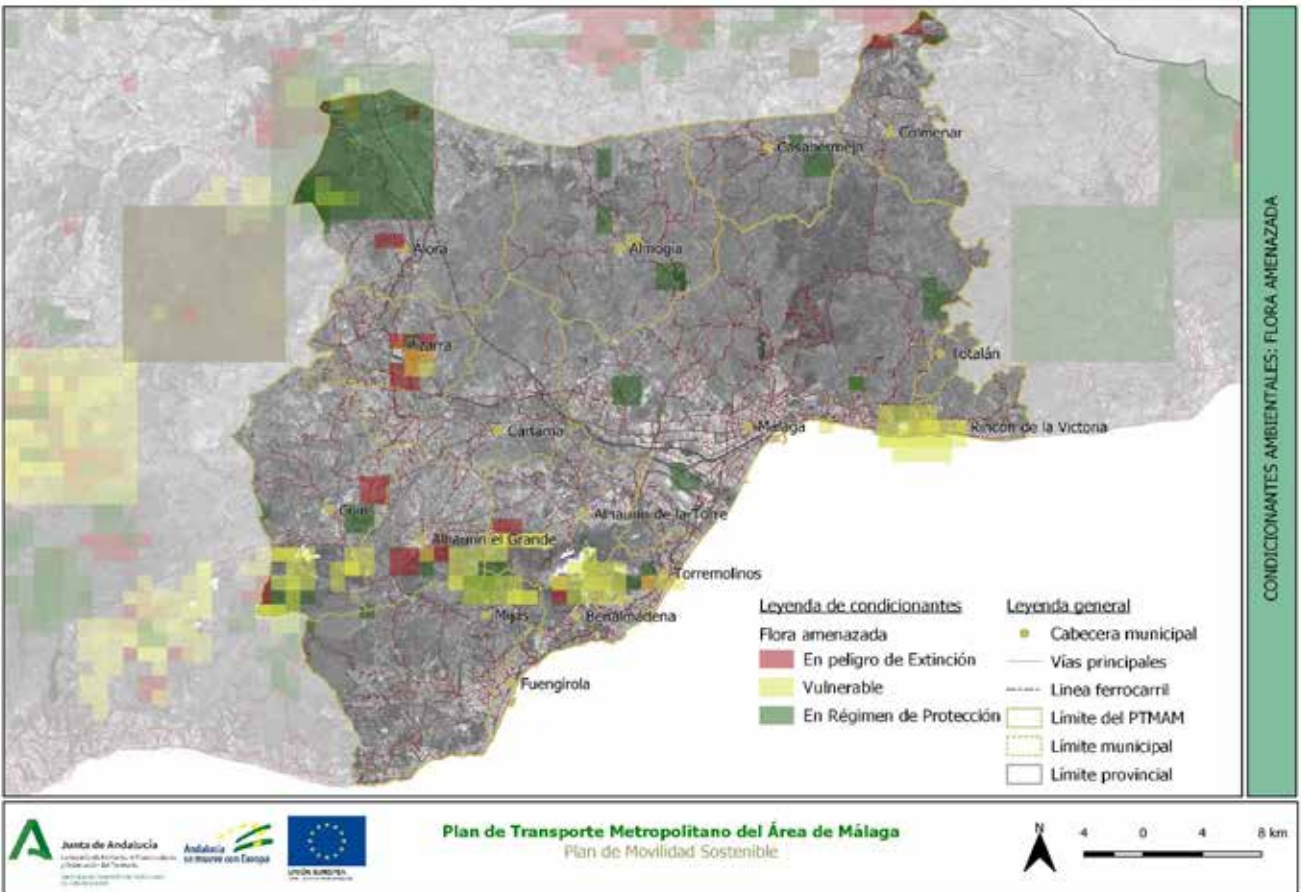 Colmenar
Casabermeja
Álora
Almogía
Pizarra
Totalán
Cártama
Málaga
Rincón de la Victoria
Coín
Alhaurín de la Torre
Alhaurín el Grande
Torremolinos
Mijas
Benalmádena
Fuengirola
Leyenda de condicionantes
Flora amenazada
En peligro de Extinción
Vulnerable
En Régimen de Protección
Leyenda general
Cabecera municipal
Vías principales
Línea ferrocarril
Límite del PTMAM
Límite municipal
Límite provincial
CONDICIONANTES AMBIENTALES: FLORA AMENAZADA
Junta de Andalucía
Andalucía
se mueve con Europa
UNIÓN EUROPEA
Plan de Transporte Metropolitano del Área de Málaga
Plan de Movilidad Sostenible
N
4 0 4 8 km